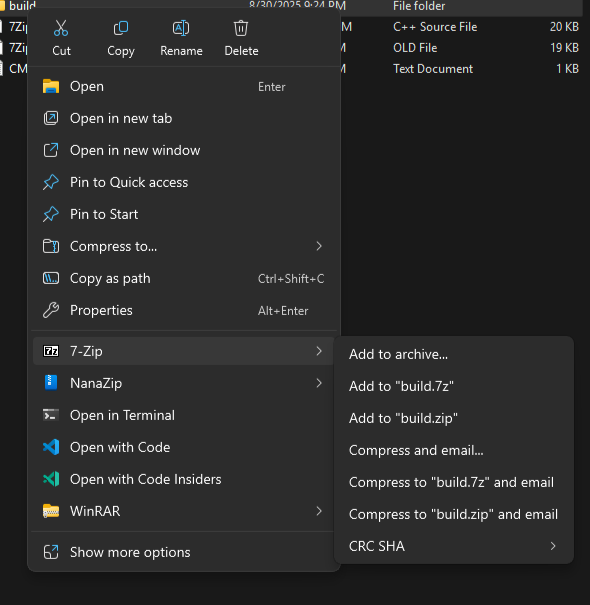 build 8/30/2025 9:24 PM File folder
7Zip M C++ Source File 20 KB
7Zip M OLD File 19 KB
CM M Text Document 1 KB
Cut Copy Rename Delete
Open Enter
Open in new tab
Open in new window
Pin to Quick access
Pin to Start
Compress to...
Copy as path Ctrl+Shift+C
Properties Alt+Enter
7-Zip
NanaZip
Open in Terminal
Open with Code
Open with Code Insiders
WinRAR
Show more options
Add to archive...
Add to "build.7z"
Add to "build.zip"
Compress and email...
Compress to "build.7z" and email
Compress to "build.zip" and email
CRC SHA